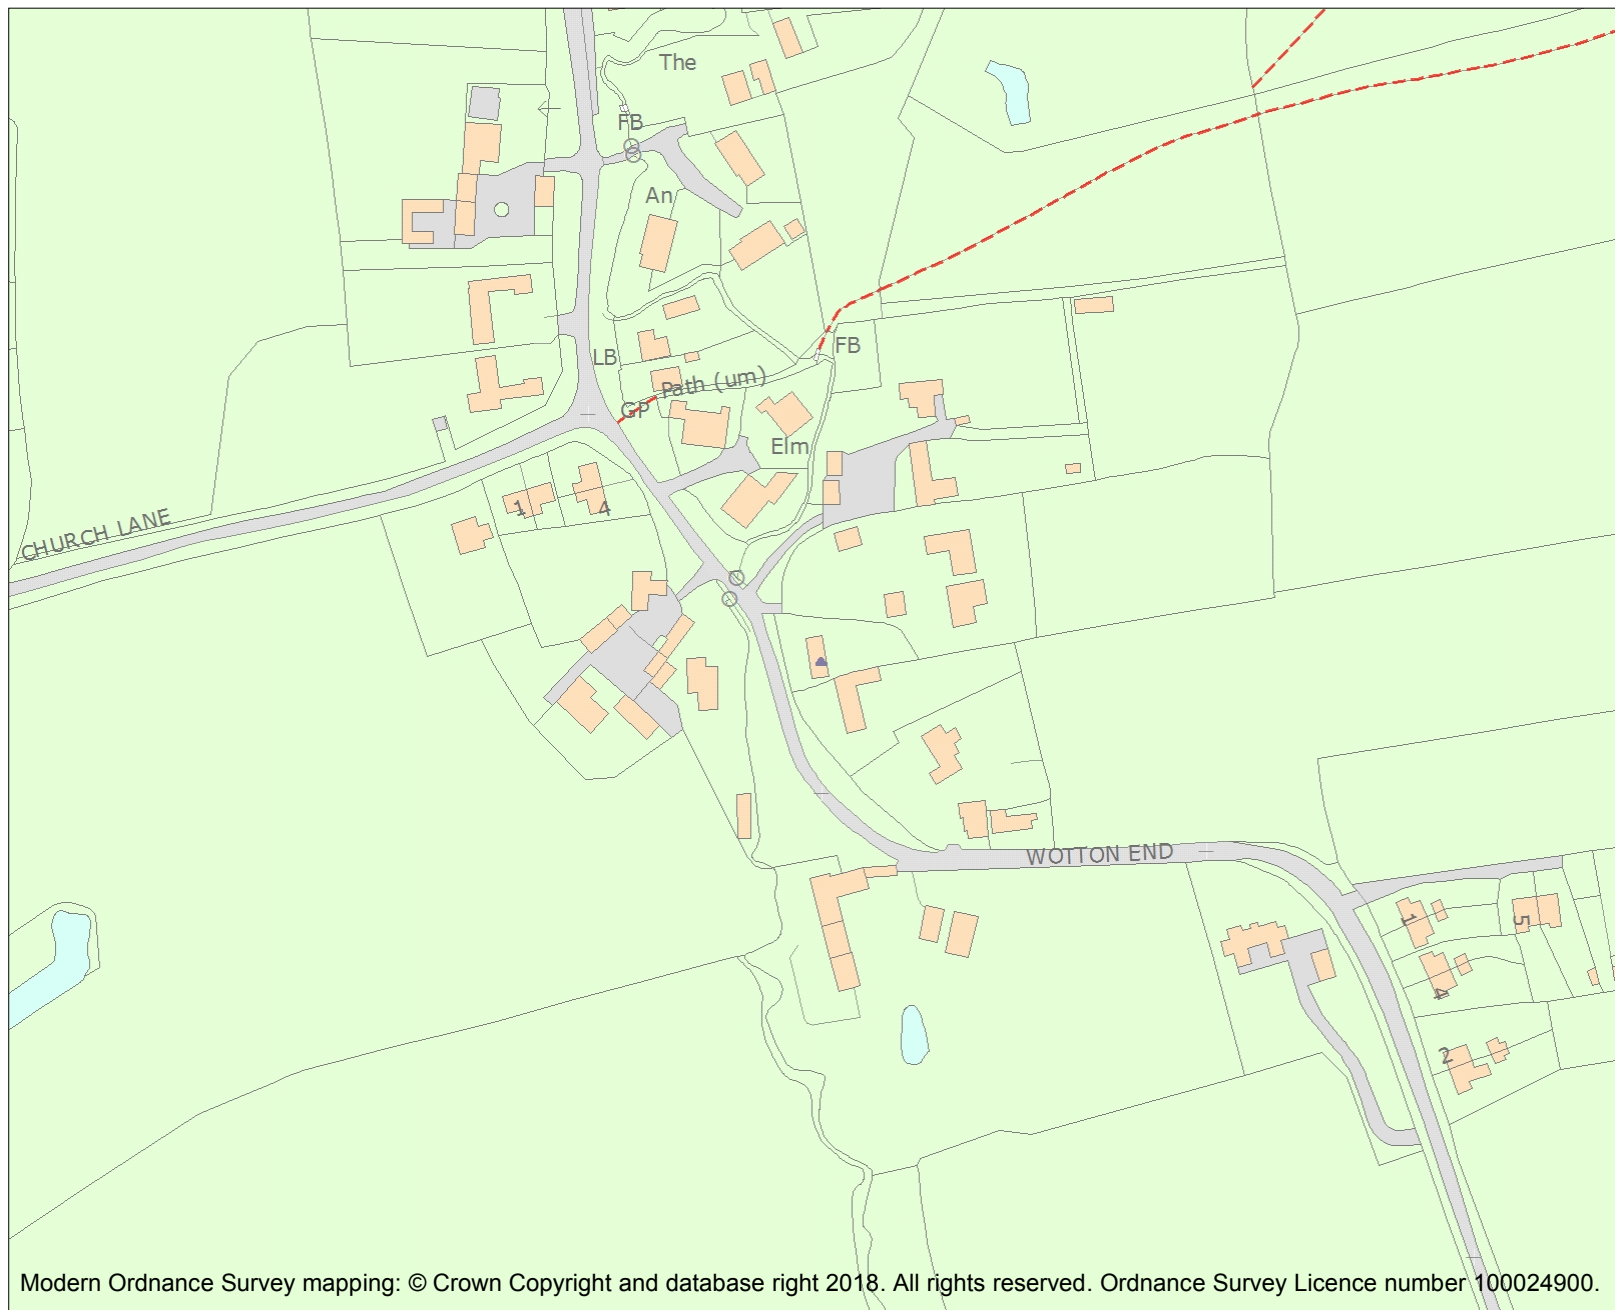 The
FB
An
FB
LB
Path (um)
GP
Elm
1
4
CHURCH LANE
WOTTON END
1
5
4
2
Modern Ordnance Survey mapping: © Crown Copyright and database right 2018. All rights reserved. Ordnance Survey Licence number 100024900.